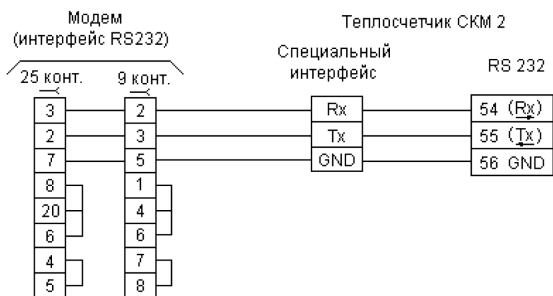 Модем
(интерфейс RS232)
Теплосчетчик СКМ 2
Специальный
интерфейс
RS 232
25 конт.
9 конт.
3 2 Rx 54 (Rx)
2 3 Tx 55 (Tx)
7 5 GND 56 GND
8 1
20 4
6 6
4 7
5 8